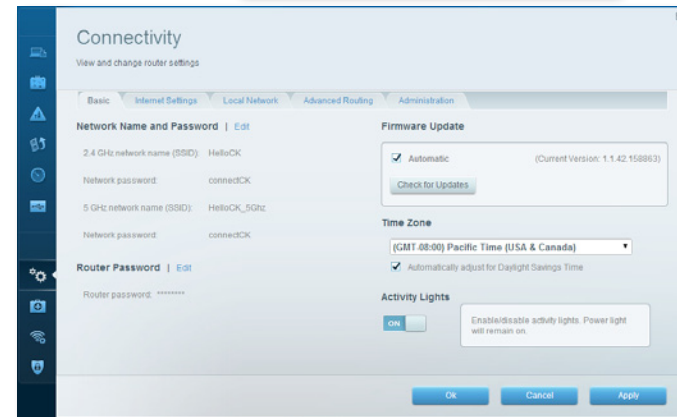 Connectivity
View and change router settings
Basic
Internet Settings
Local Network
Advanced Routing
Administration
Network Name and Password | Edit
2.4 GHz network name (SSID): HelloCK
Network password: connectCK
5 GHz network name (SSID): HelloCK_5Ghz
Network password: connectCK
Router Password | Edit
Router password: ********
Firmware Update
Automatic
(Current Version: 1.1.42.158863)
Check for Updates
Time Zone
(GMT-08:00) Pacific Time (USA & Canada)
Automatically adjust for Daylight Savings Time
Activity Lights
ON
Enable/disable activity lights. Power light
will remain on.
Ok
Cancel
Apply